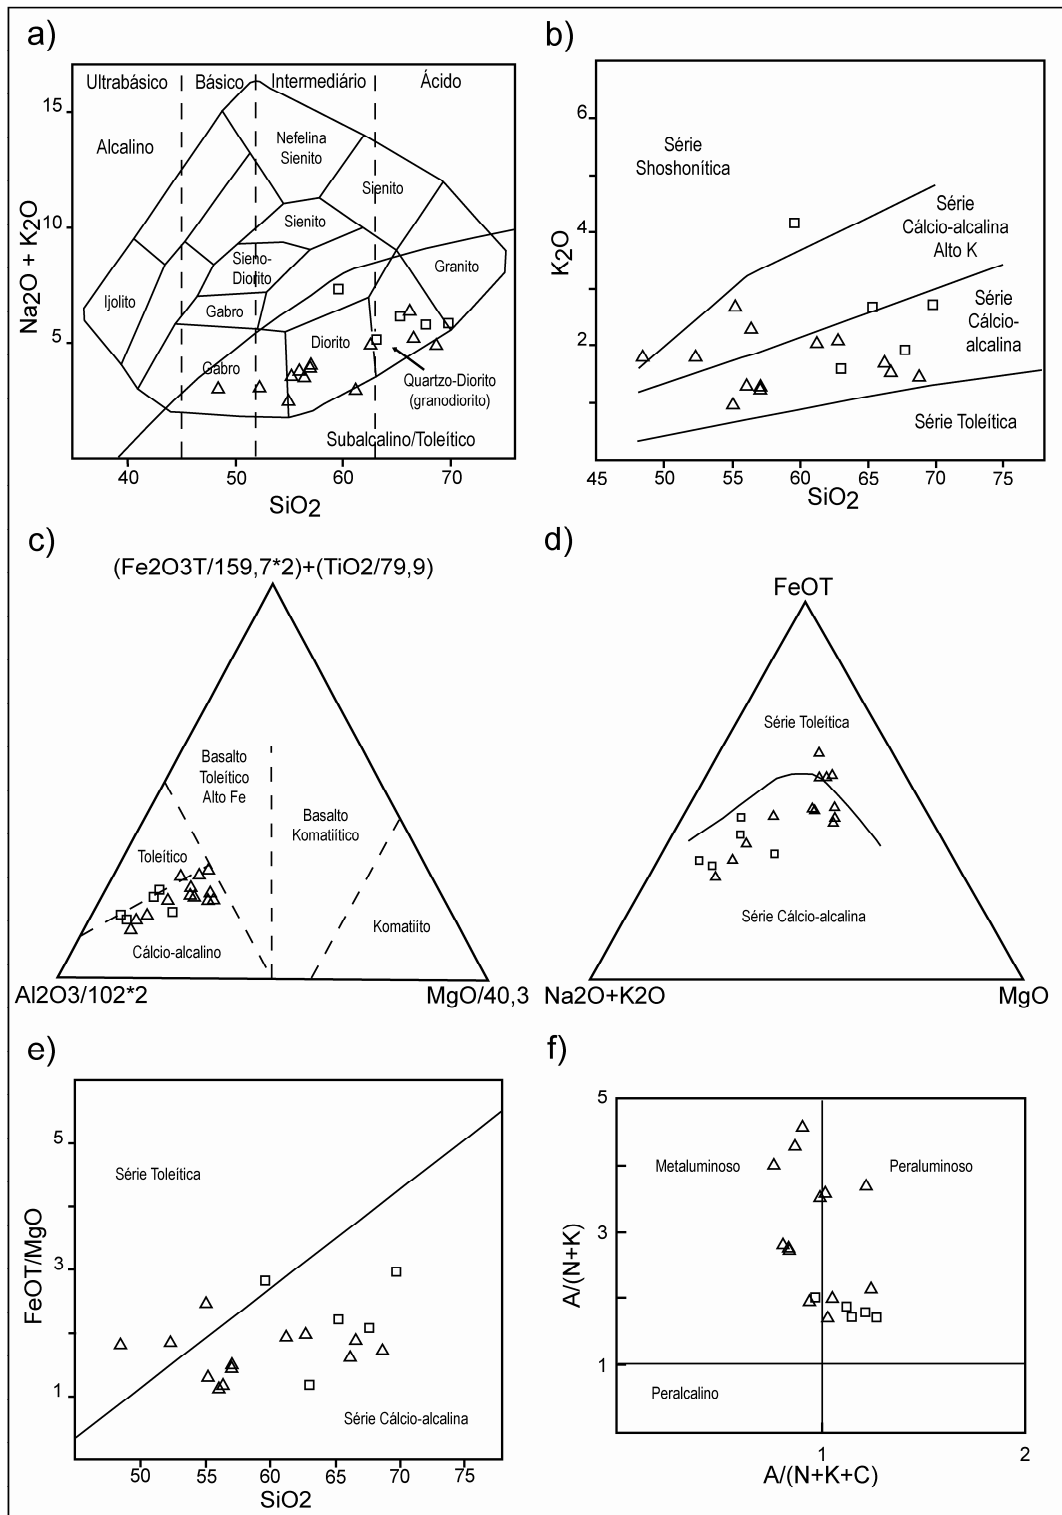 a)
Ultrabásico Básico Intermediário Ácido
15
Alcalino
Nefelina
Sienito
Sienito
Sienito
10
Sieno-
Diorito
Granito
Ijolito
Gabro
5
Diorito
Gabro
Quartzo-Diorito
(granodiorito)
Subalcalino/Toleítico
Na2O + K2O
40 50 60 70
SiO2
b)
6
Série
Shoshonítica
Série
Cálcio-alcalina
Alto K
4
K2O
Série
Cálcio-
alcalina
2
Série Toleítica
45 50 55 60 65 70 75
SiO2
c)
(Fe2O3T/159,7*2)+(TiO2/79,9)
Basalto
Toleítico
Alto Fe
Basalto
Komatiítico
Toleítico
Komatiito
Cálcio-alcalino
Al2O3/102*2 MgO/40,3
d)
FeOT
Série Toleítica
Série Cálcio-alcalina
Na2O+K2O MgO
e)
5
Série Toleítica
3
FeOT/MgO
1
Série Cálcio-alcalina
50 55 60 65 70 75
SiO2
f)
5
Metaluminoso Peraluminoso
3
A/(N+K)
1
Peralcalino
1 2
A/(N+K+C)